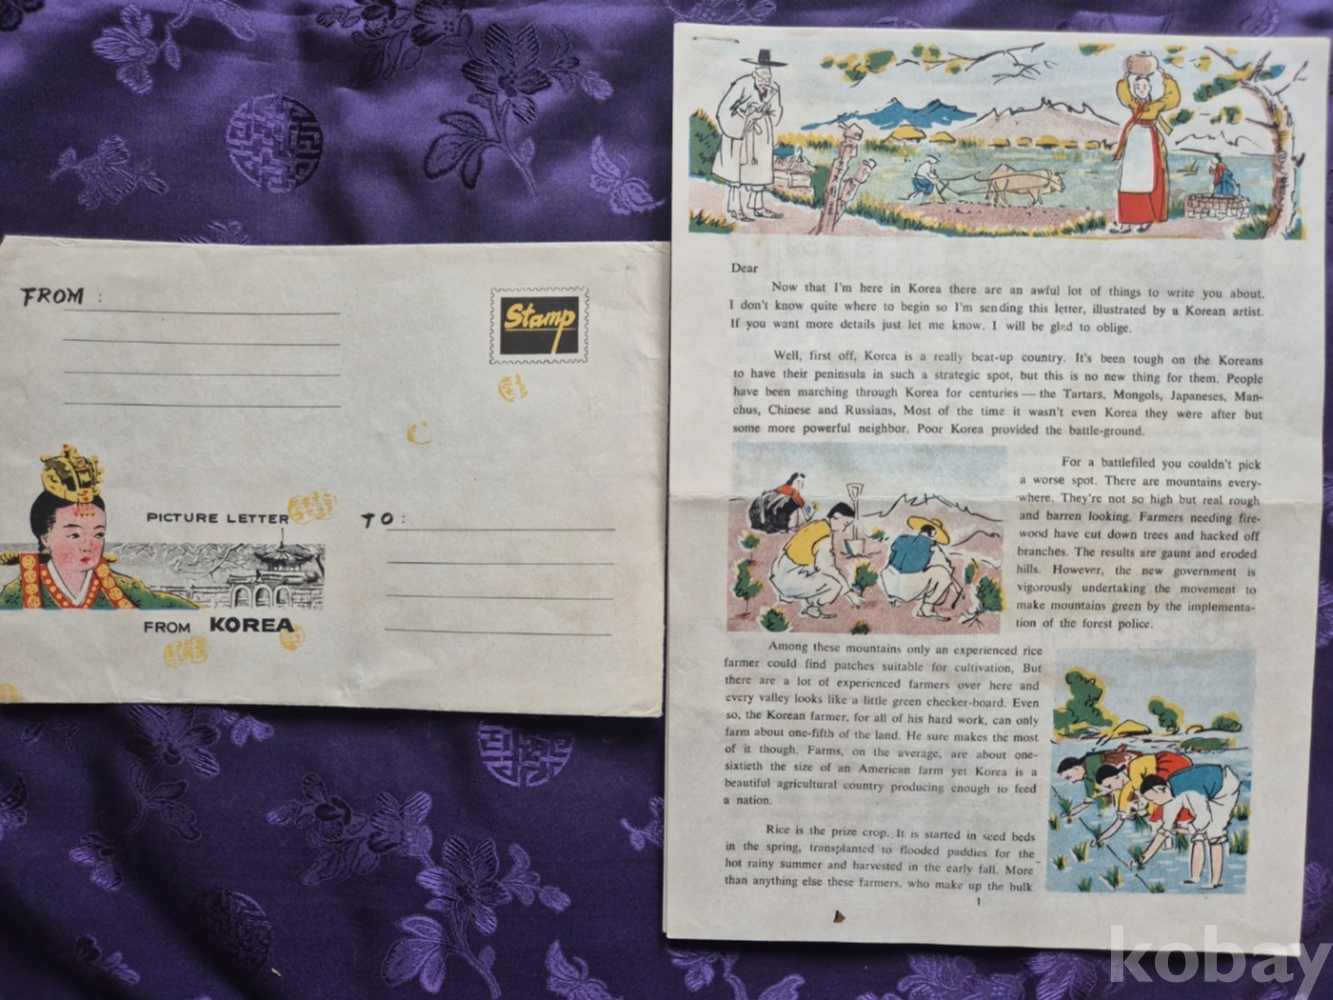 FROM :
Stamp
PICTURE LETTER
FROM KOREA
TO :
Dear
Now that I'm here in Korea there are an awful lot of things to write you about.
I don't know quite where to begin so I'm sending this letter, illustrated by a Korean artist.
If you want more details just let me know. I will be glad to oblige.
Well, first off, Korea is a really beat-up country. It's been tough on the Koreans
to have their peninsula in such a strategic spot, but this is no new thing for them. People
have been marching through Korea for centuries — the Tartars, Mongols, Japaneses, Man-
chus, Chinese and Russians, Most of the time it wasn't even Korea they were after but
some more powerful neighbor. Poor Korea provided the battle-ground.
For a battlefiled you couldn't pick
a worse spot. There are mountains every-
where. They're not so high but real rough
and barren looking. Farmers needing fire-
wood have cut down trees and hacked off
branches. The results are gaunt and eroded
hills. However, the new government is
vigorously undertaking the movement to
make mountains green by the implementa-
tion of the forest police.
Among these mountains only an experienced rice
farmer could find patches suitable for cultivation, But
there are a lot of experienced farmers over here and
every valley looks like a little green checker-board. Even
so, the Korean farmer, for all of his hard work, can only
farm about one-fifth of the land. He sure makes the most
of it though. Farms, on the average, are about one-
sixtieth the size of an American farm yet Korea is a
beautiful agricultural country producing enough to feed
a nation.
Rice is the prize crop. It is started in seed beds
in the spring, transplanted to flooded paddies for the
hot rainy summer and harvested in the early fall. More
than anything else these farmers, who make up the bulk
1
kobay